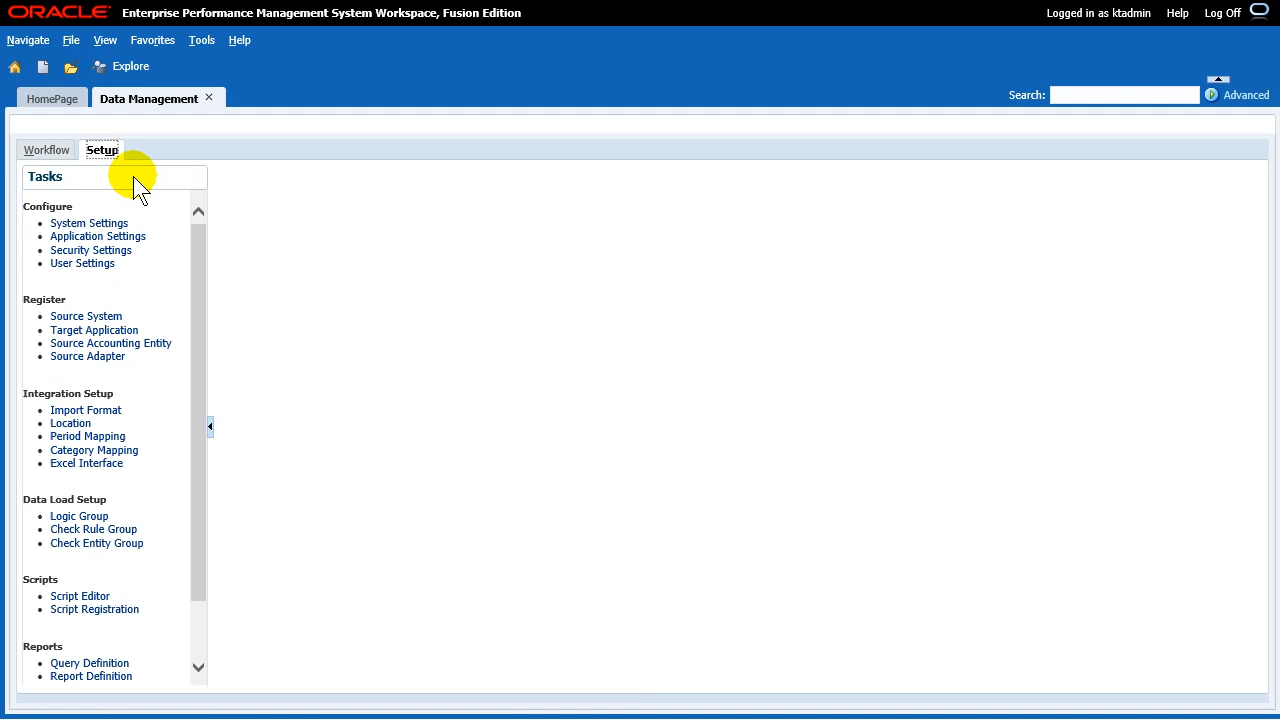 ORACLE Enterprise Performance Management System Workspace, Fusion Edition Logged in as ktadmin Help Log Off
Navigate File View Favorites Tools Help
Explore
HomePage Data Management Search: Advanced
Workflow Setup
Tasks
Configure
System Settings
Application Settings
Security Settings
User Settings
Register
Source System
Target Application
Source Accounting Entity
Source Adapter
Integration Setup
Import Format
Location
Period Mapping
Category Mapping
Excel Interface
Data Load Setup
Logic Group
Check Rule Group
Check Entity Group
Scripts
Script Editor
Script Registration
Reports
Query Definition
Report Definition